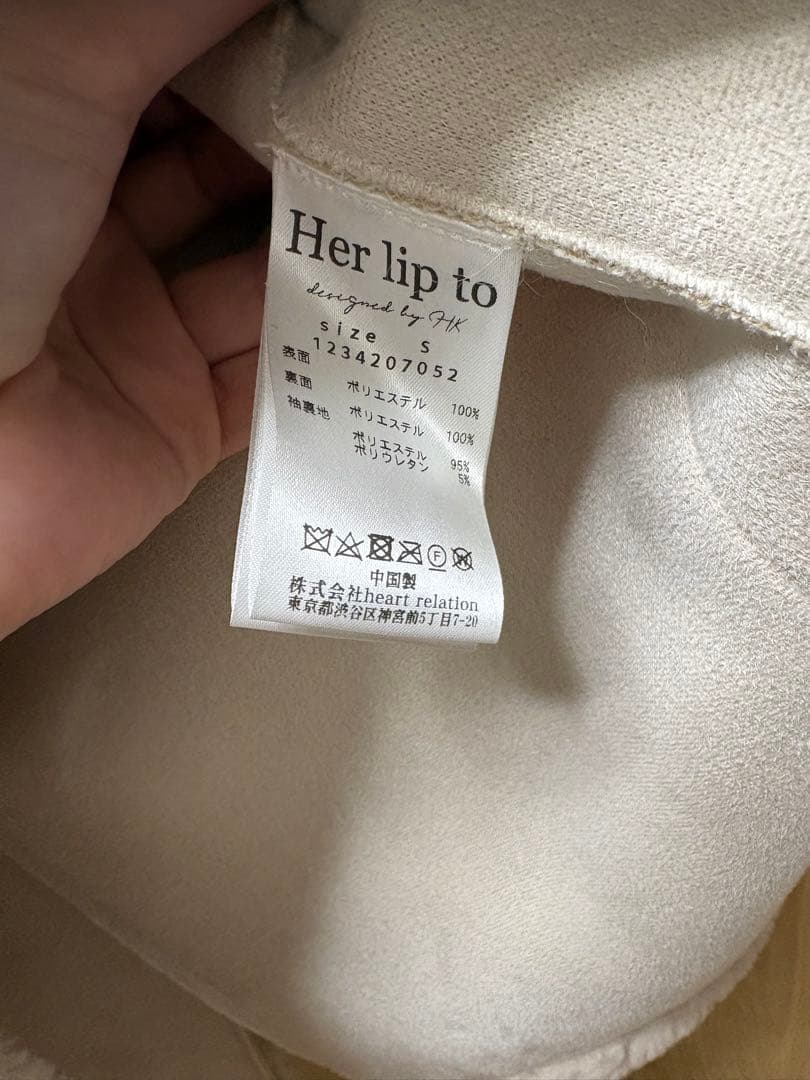 Her lip to
designed by HK
size S
1234207052
表面 ポリエステル 100%
裏面 ポリエステル 100%
袖裏地 ポリエステル 95%
ポリウレタン 5%
F W
中国製
株式会社heart relation
東京都渋谷区神宮前5丁目7-20